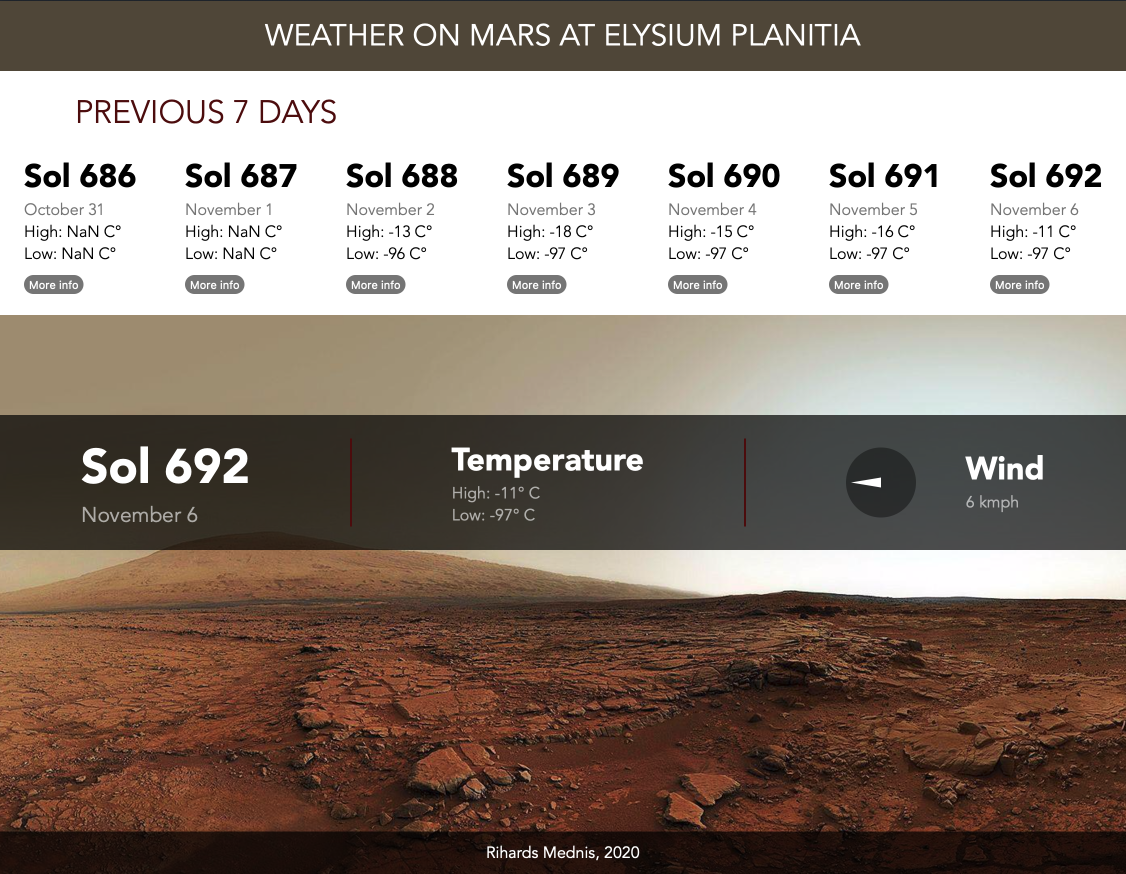 WEATHER ON MARS AT ELYSIUM PLANITIA
PREVIOUS 7 DAYS
Sol 686
October 31
High: NaN C°
Low: NaN C°
More info
Sol 687
November 1
High: NaN C°
Low: NaN C°
More info
Sol 688
November 2
High: -13 C°
Low: -96 C°
More info
Sol 689
November 3
High: -18 C°
Low: -97 C°
More info
Sol 690
November 4
High: -15 C°
Low: -97 C°
More info
Sol 691
November 5
High: -16 C°
Low: -97 C°
More info
Sol 692
November 6
High: -11 C°
Low: -97 C°
More info
Sol 692
November 6
Temperature
High: -11° C
Low: -97° C
Wind
6 kmph
Rihards Mednis, 2020